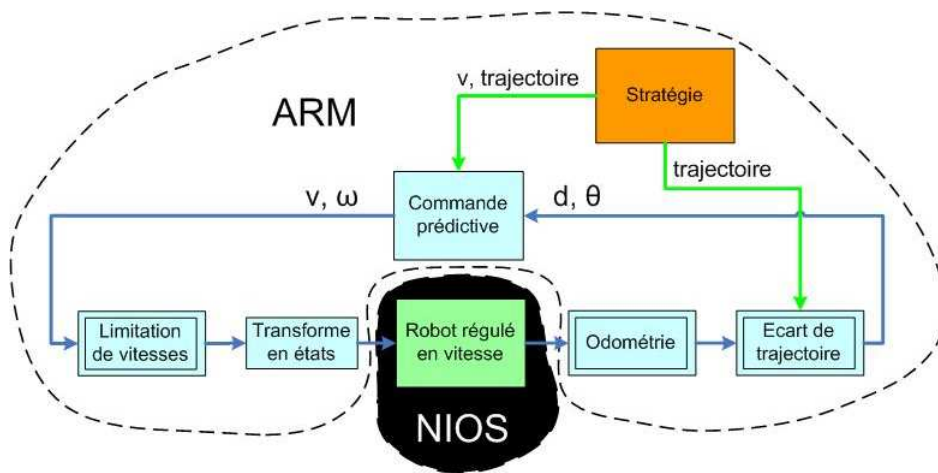 Stratégie
v, trajectoire
ARM
trajectoire
v, ω
Commande
prédictive
d, θ
Limitation
de vitesses
Transforme
en états
Robot régulé
en vitesse
Odométrie
Ecart de
trajectoire
NIOS